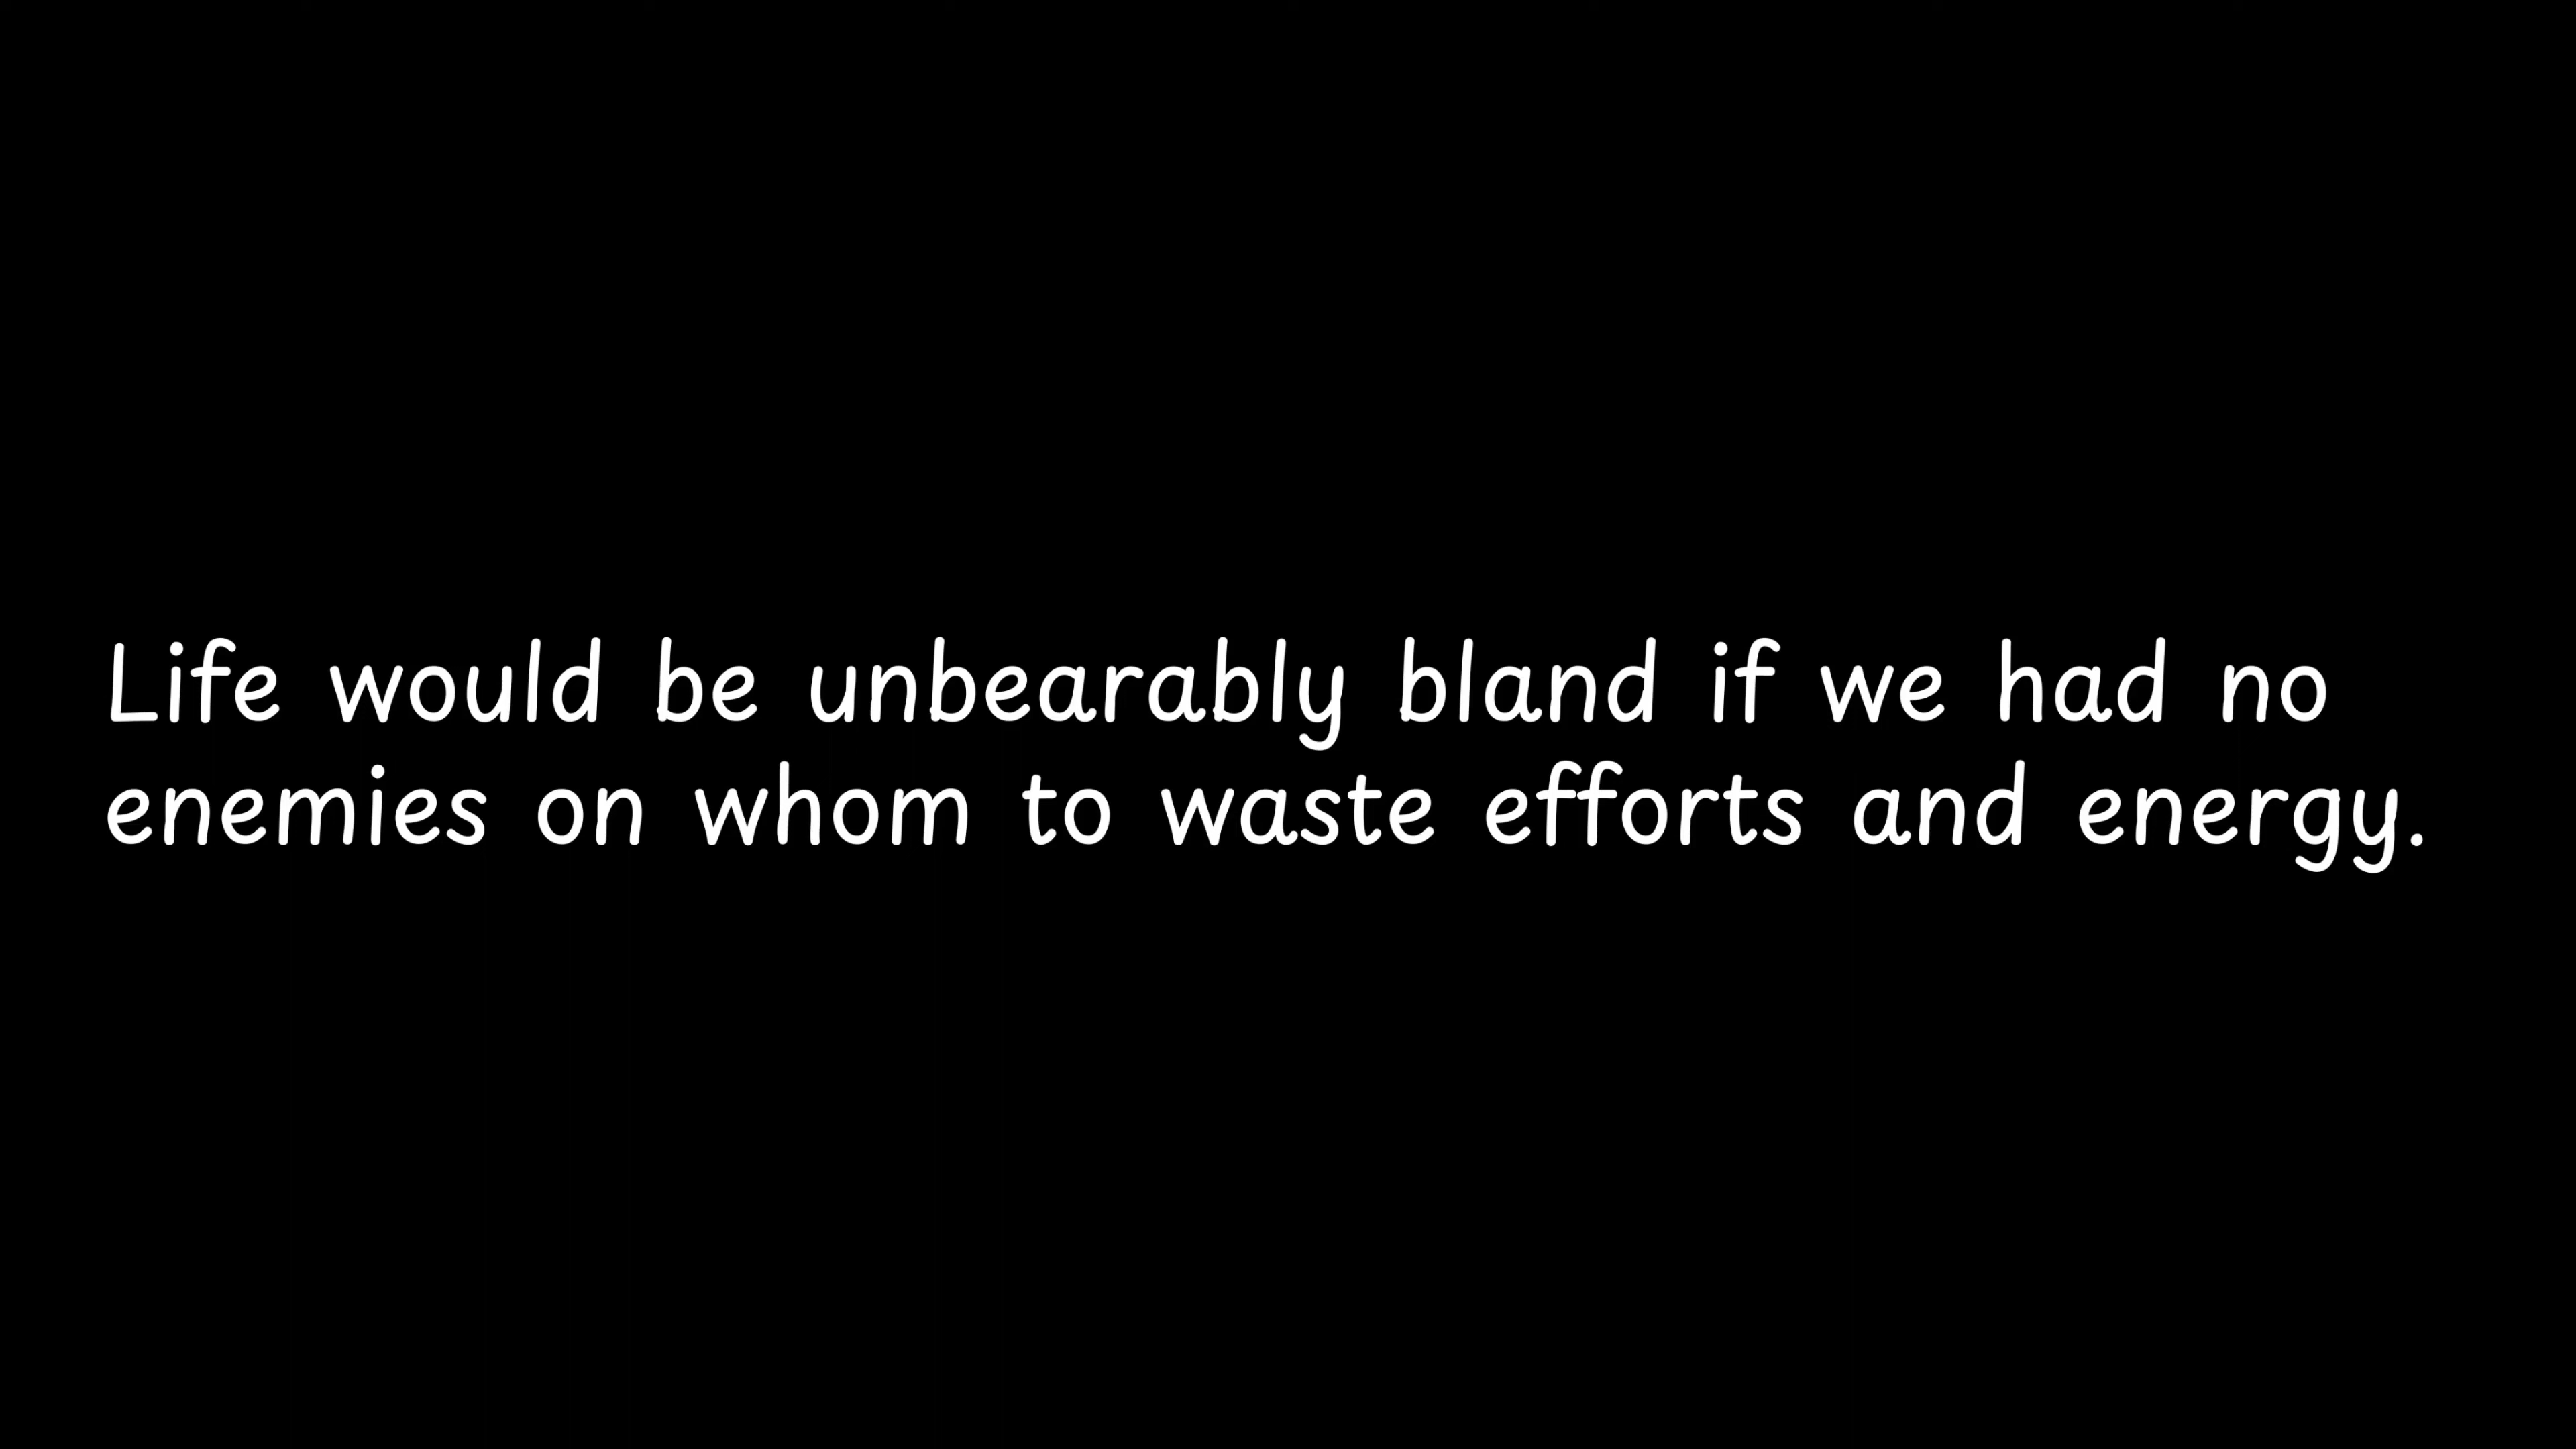 Life would be unbearably bland if we had no
enemies on whom to waste efforts and energy.